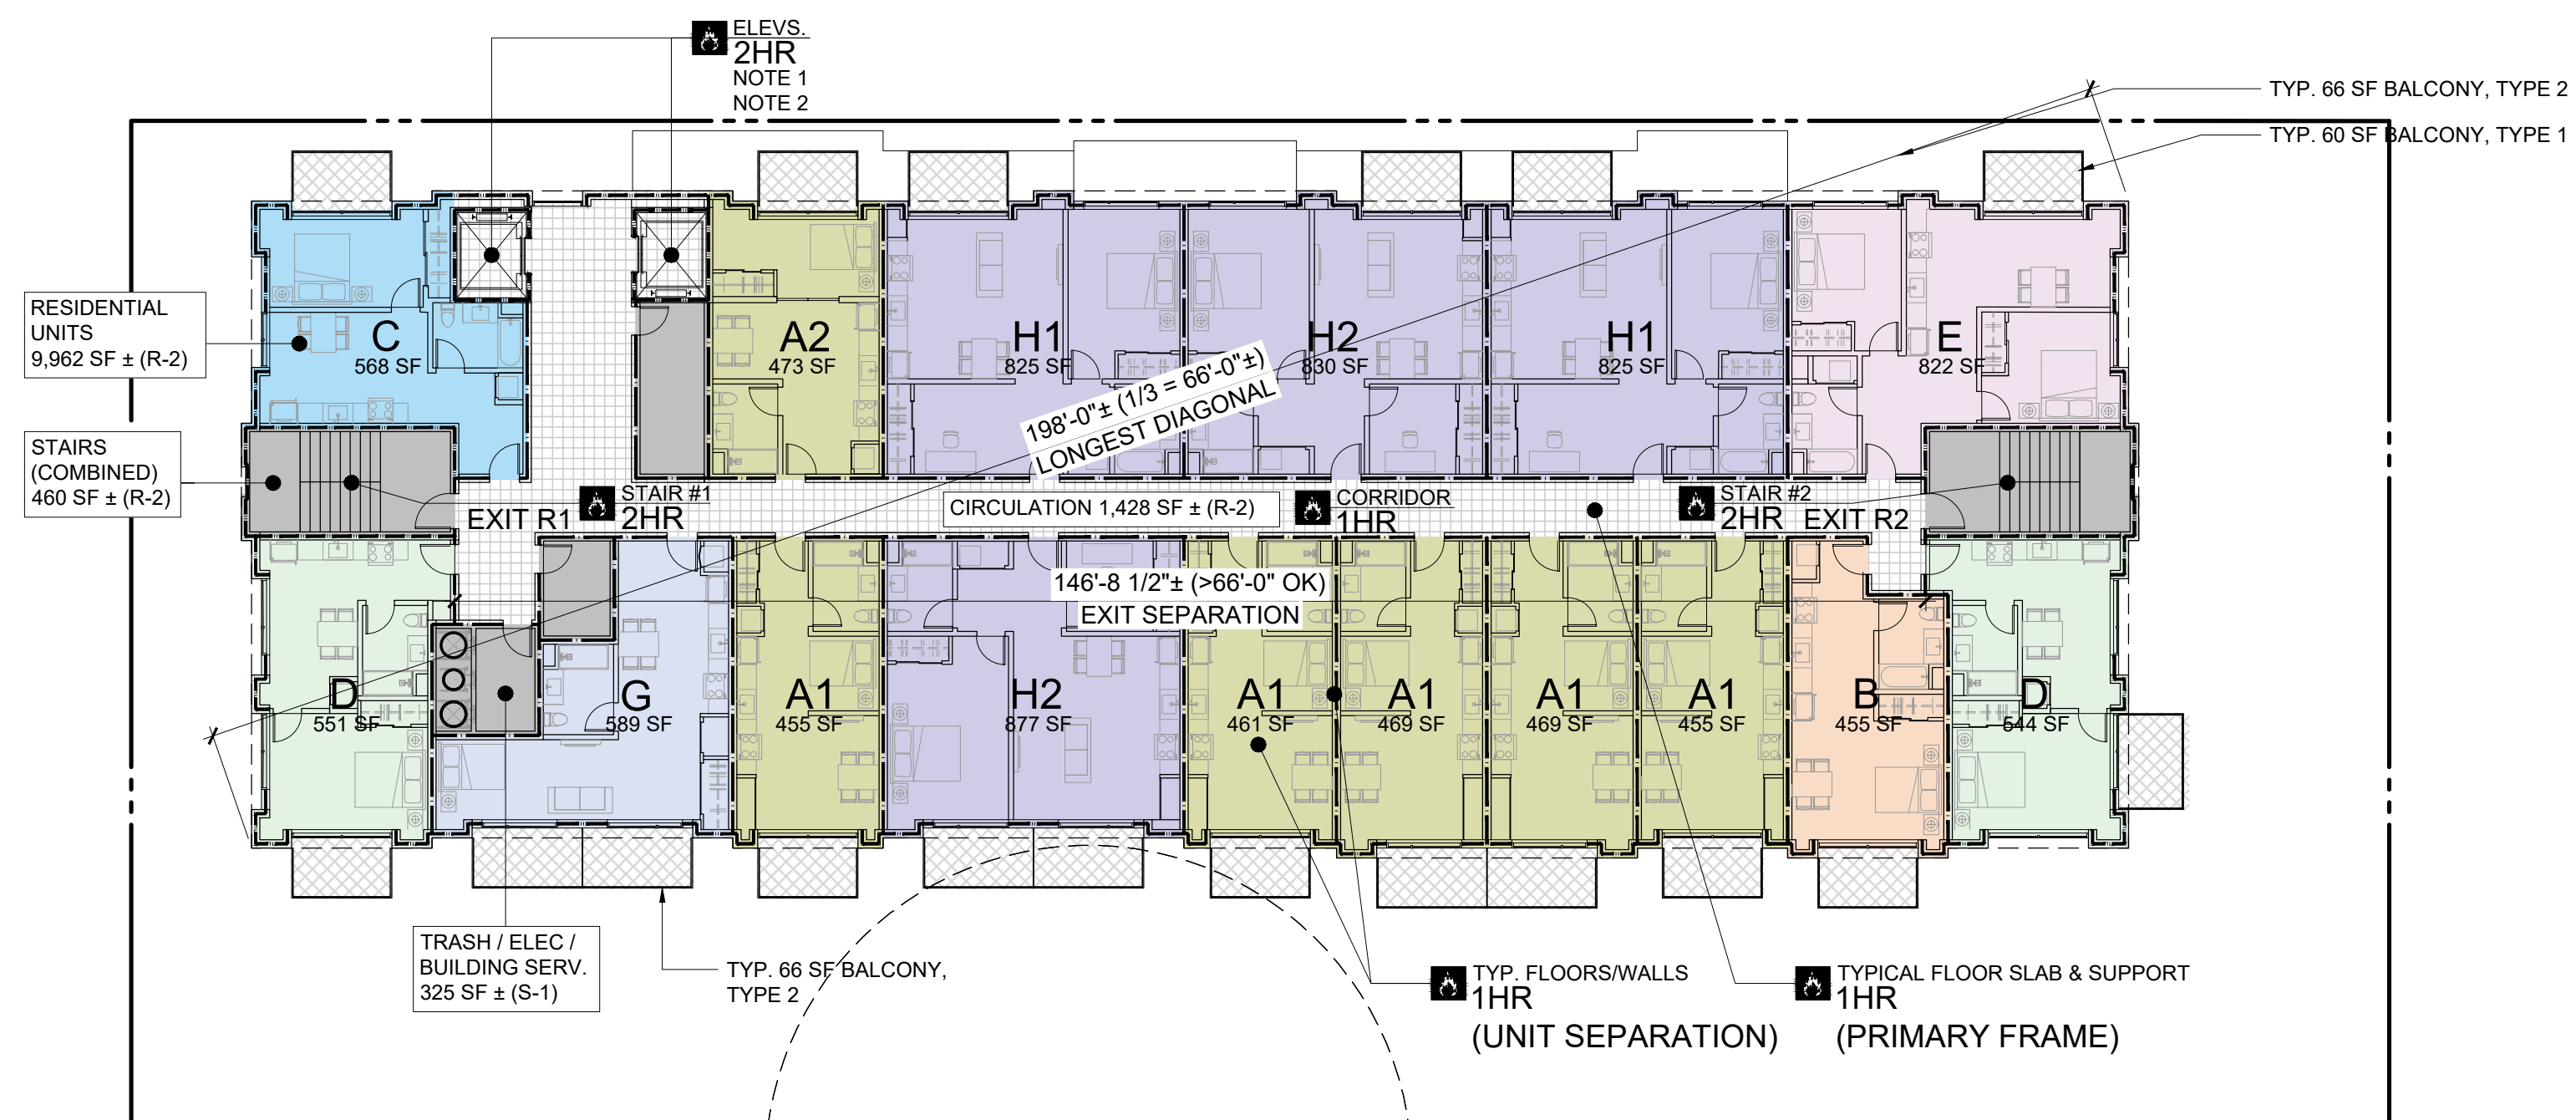 ELEVS.
2HR
NOTE 1
NOTE 2
TYP. 66 SF BALCONY, TYPE 2
TYP. 60 SF BALCONY, TYPE 1
RESIDENTIAL
UNITS
9,962 SF ± (R-2)
C
568 SF
A2
473 SF
H1
825 SF
H2
830 SF
H1
825 SF
E
822 SF
198'-0"± (1/3 = 66'-0"±)
LONGEST DIAGONAL
STAIRS
(COMBINED)
460 SF ± (R-2)
EXIT R1
STAIR #1
2HR
CIRCULATION 1,428 SF ± (R-2)
CORRIDOR
1HR
STAIR #2
2HR
EXIT R2
146'-8 1/2"± (>66'-0" OK)
EXIT SEPARATION
D
551 SF
G
589 SF
A1
455 SF
H2
877 SF
A1
461 SF
A1
469 SF
A1
469 SF
A1
455 SF
B
455 SF
D
544 SF
TRASH / ELEC /
BUILDING SERV.
325 SF ± (S-1)
TYP. 66 SF BALCONY,
TYPE 2
TYP. FLOORS/WALLS
1HR
(UNIT SEPARATION)
TYPICAL FLOOR SLAB & SUPPORT
1HR
(PRIMARY FRAME)